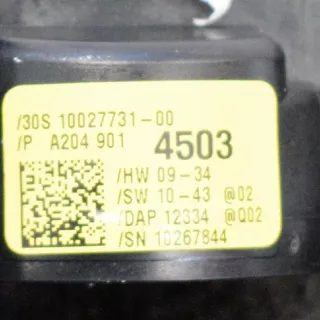 /30S 10027731-00
/P A204 901 4503
/HW 09-34
/SW 10-43 @02
/DAP 12334 @Q02
/SN 10267844